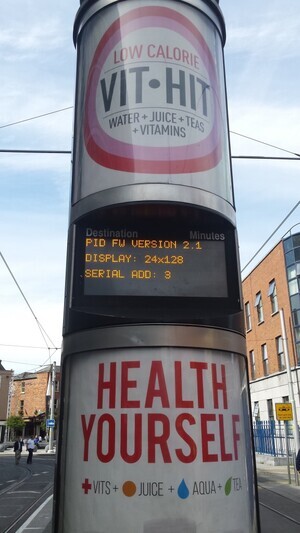 LOW CALORIE
VIT•HIT
WATER + JUICE + TEAS
+ VITAMINS
Destination Minutes
PID FW VERSION 2.1
DISPLAY: 24x128
SERIAL ADD: 3
HEALTH
YOURSELF
+VITS + JUICE + AQUA + TEA